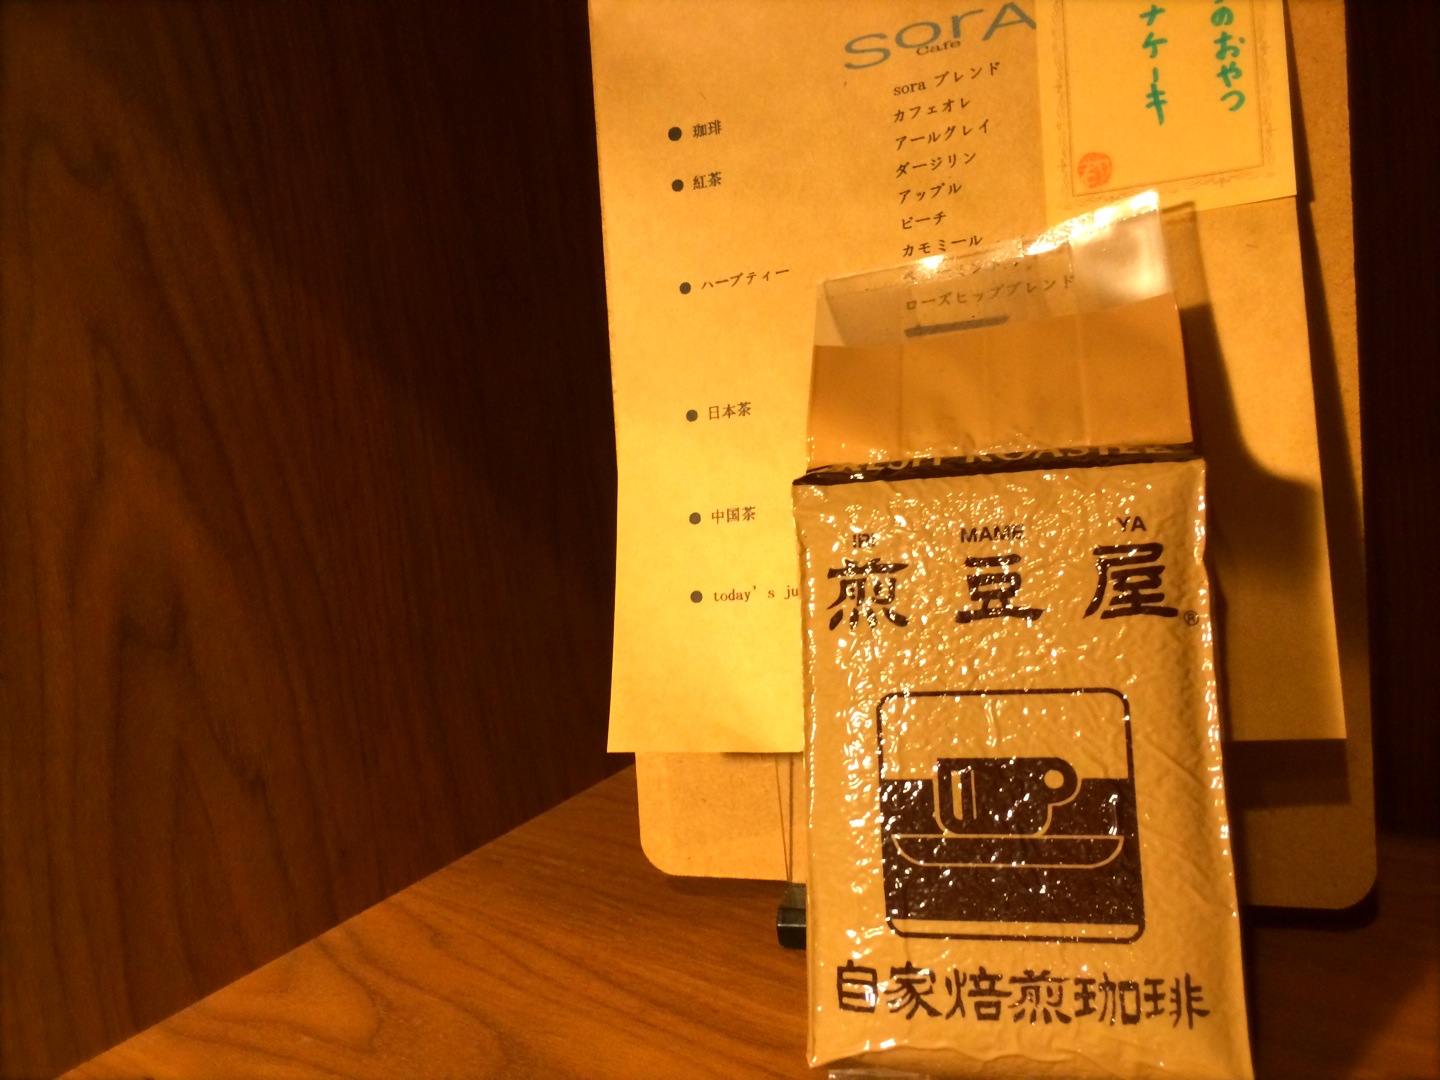 sorA
Cafe
● 珈琲
sora ブレンド
カフェオレ
● 紅茶
アールグレイ
ダージリン
アップル
ピーチ
● ハーブティー
カモミール
ローズヒップブレンド
● 日本茶
● 中国茶
● today's ju
のおやつ
ナケーキ
ROASTER
IRI MAME YA
煎豆屋®
自家焙煎珈琲